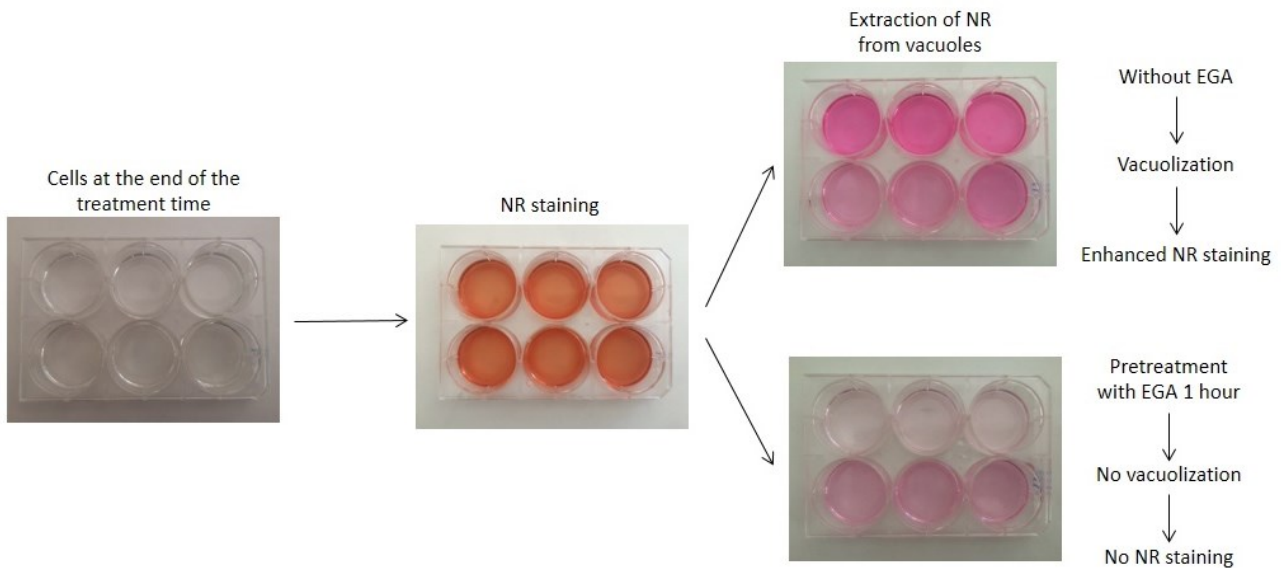 Cells at the end of the
treatment time
NR staining
Extraction of NR
from vacuoles
Without EGA
Vacuolization
Enhanced NR staining
Pretreatment
with EGA 1 hour
No vacuolization
No NR staining